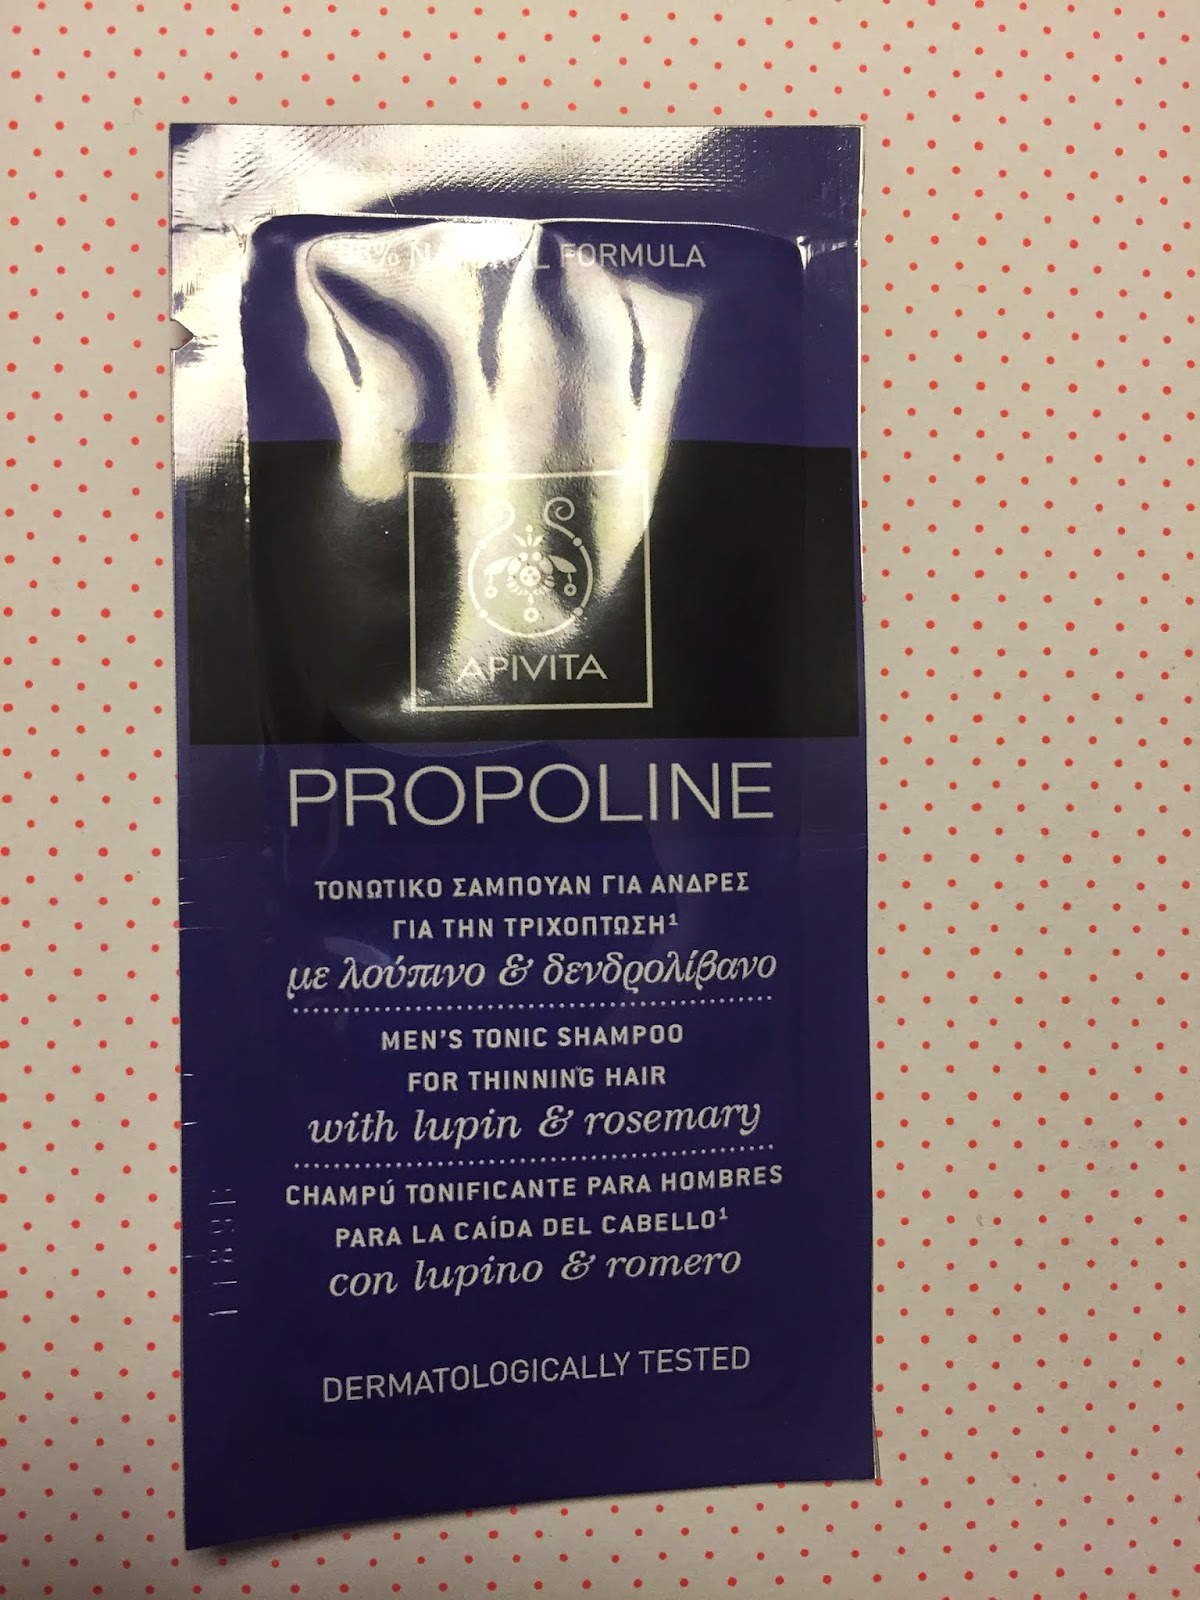 FORMULA
APIVITA
PROPOLINE
ΤΟΝΩΤΙΚΟ ΣΑΜΠΟΥΑΝ ΓΙΑ ΑΝΔΡΕΣ
ΓΙΑ ΤΗΝ ΤΡΙΧΟΠΤΩΣΗ¹
με λούπινο & δενδρολίβανο
MEN'S TONIC SHAMPOO
FOR THINNING HAIR
with lupin & rosemary
CHAMPÚ TONIFICANTE PARA HOMBRES
PARA LA CAÍDA DEL CABELLO¹
con lupino & romero
DERMATOLOGICALLY TESTED